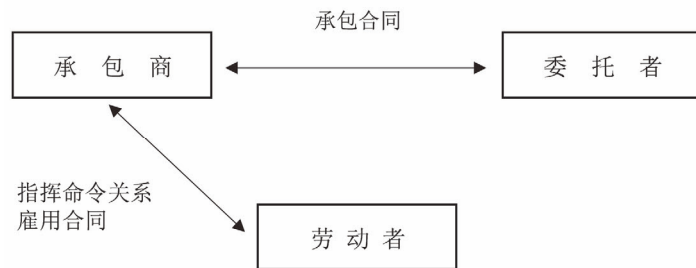 承包合同
承包商
委托者
指挥命令关系
雇用合同
劳动者